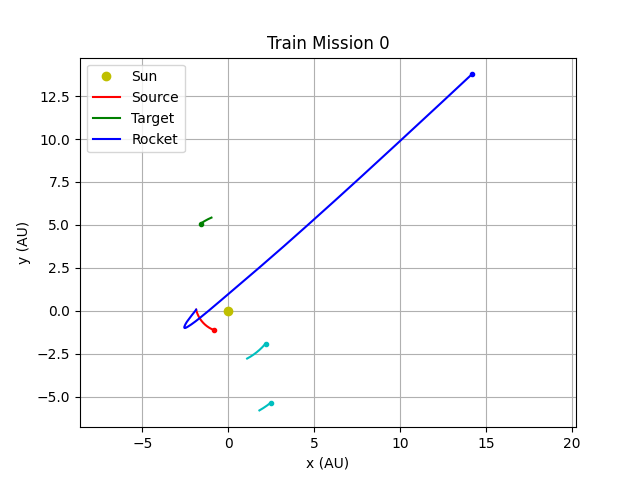 Train Mission 0
Sun
Source
Target
Rocket
12.5
10.0
7.5
5.0
2.5
0.0
−2.5
−5.0
y (AU)
−5 0 5 10 15 20
x (AU)